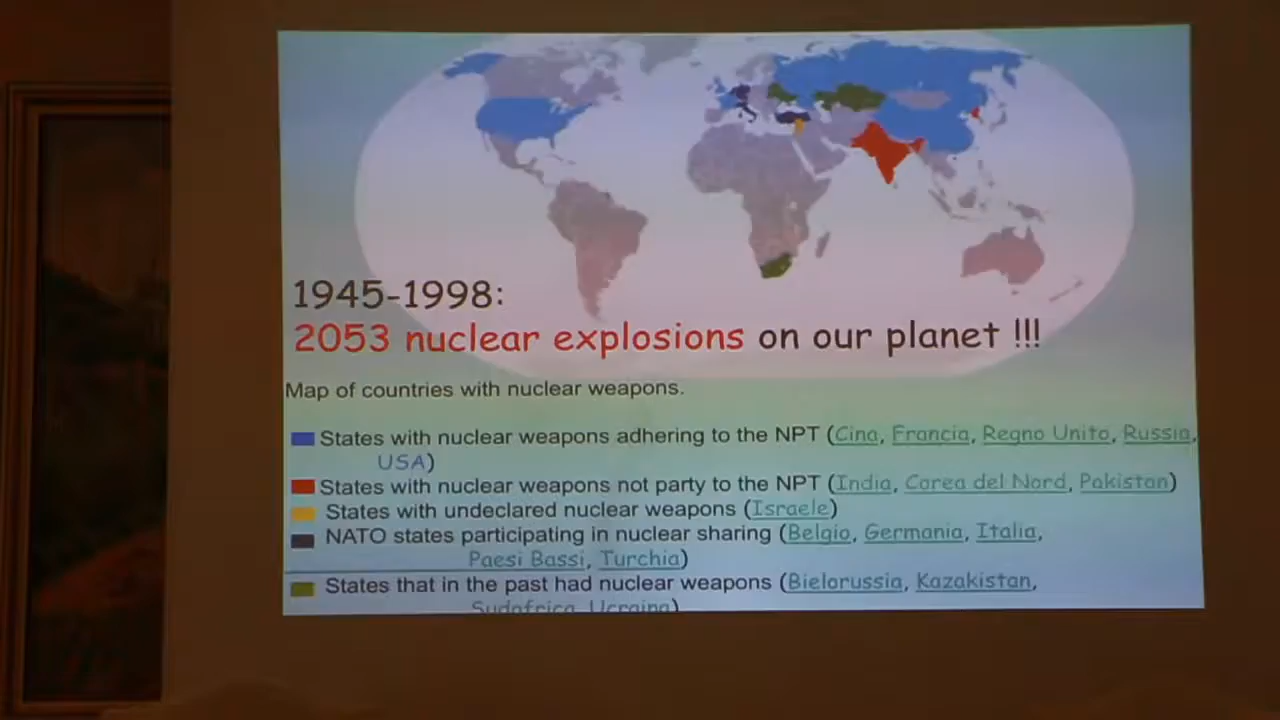 1945-1998:
2053 nuclear explosions on our planet !!!
Map of countries with nuclear weapons.
States with nuclear weapons adhering to the NPT (Cina, Francia, Regno Unito, Russia,
USA)
States with nuclear weapons not party to the NPT (India, Corea del Nord, Pakistan)
States with undeclared nuclear weapons (Israele)
NATO states participating in nuclear sharing (Belgio, Germania, Italia,
Paesi Bassi, Turchia)
States that in the past had nuclear weapons (Bielorussia, Kazakistan,
Sudafrica, Ucraina)